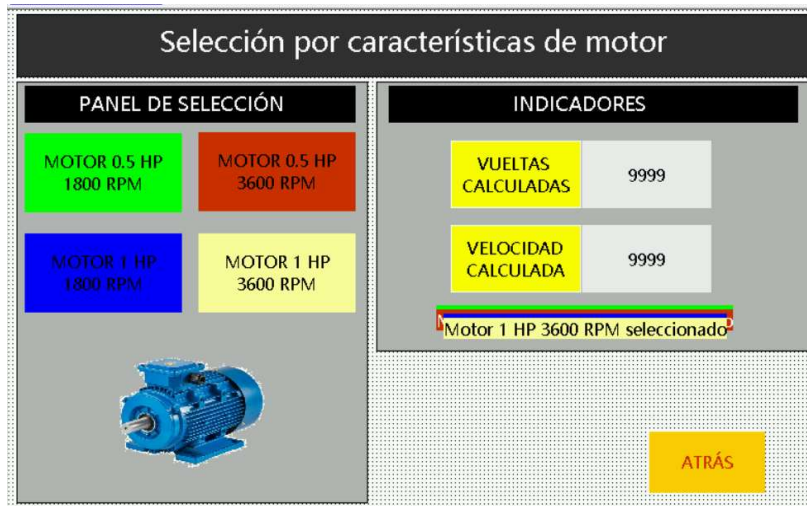 Selección por características de motor
PANEL DE SELECCIÓN
MOTOR 0.5 HP
1800 RPM
MOTOR 0.5 HP
3600 RPM
MOTOR 1 HP
1800 RPM
MOTOR 1 HP
3600 RPM
INDICADORES
VUELTAS
CALCULADAS
9999
VELOCIDAD
CALCULADA
9999
Motor 1 HP 3600 RPM seleccionado
ATRÁS